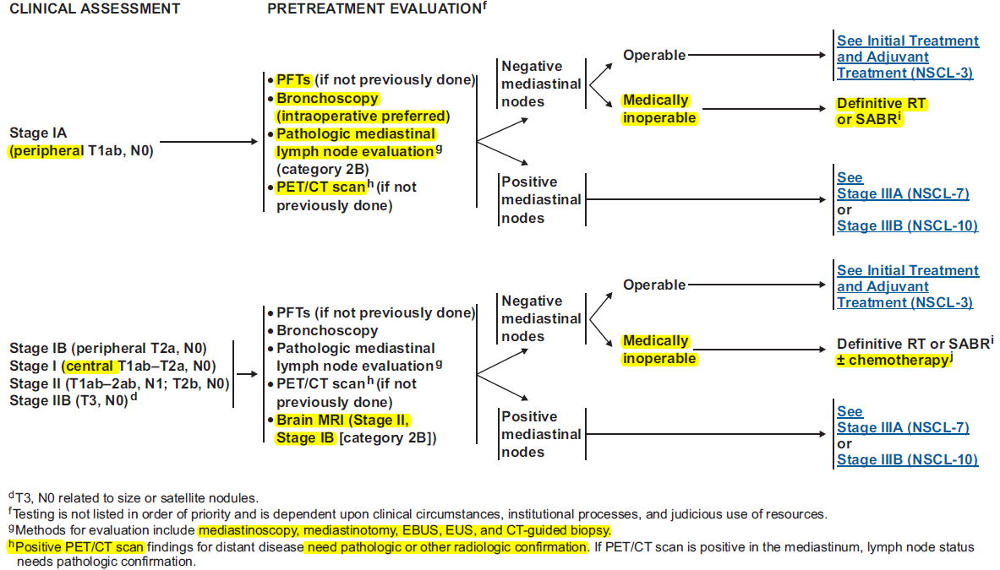 CLINICAL ASSESSMENT
PRETREATMENT EVALUATIONf
Stage IA
(peripheral T1ab, N0)
• PFTs (if not previously done)
• Bronchoscopy
(intraoperative preferred)
• Pathologic mediastinal
lymph node evaluationg
(category 2B)
• PET/CT scanh (if not
previously done)
Negative
mediastinal
nodes
Operable
See Initial Treatment
and Adjuvant
Treatment (NSCL-3)
Medically
inoperable
Definitive RT
or SABRi
Positive
mediastinal
nodes
See
Stage IIIA (NSCL-7)
or
Stage IIIB (NSCL-10)
Stage IB (peripheral T2a, N0)
Stage I (central T1ab–T2a, N0)
Stage II (T1ab–2ab, N1; T2b, N0)
Stage IIB (T3, N0)d
• PFTs (if not previously done)
• Bronchoscopy
• Pathologic mediastinal
lymph node evaluationg
• PET/CT scanh (if not
previously done)
• Brain MRI (Stage II,
Stage IB [category 2B])
Negative
mediastinal
nodes
Operable
See Initial Treatment
and Adjuvant
Treatment (NSCL-3)
Medically
inoperable
Definitive RT or SABRi
± chemotherapyj
Positive
mediastinal
nodes
See
Stage IIIA (NSCL-7)
or
Stage IIIB (NSCL-10)
dT3, N0 related to size or satellite nodules.
fTesting is not listed in order of priority and is dependent upon clinical circumstances, institutional processes, and judicious use of resources.
gMethods for evaluation include mediastinoscopy, mediastinotomy, EBUS, EUS, and CT-guided biopsy.
hPositive PET/CT scan findings for distant disease need pathologic or other radiologic confirmation. If PET/CT scan is positive in the mediastinum, lymph node status
needs pathologic confirmation.